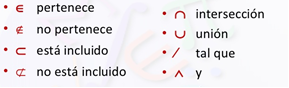 • ∈ pertenece
• ∉ no pertenece
• ⊂ está incluido
• ⊄ no está incluido
• ∩ intersección
• ∪ unión
• / tal que
• ∧ y